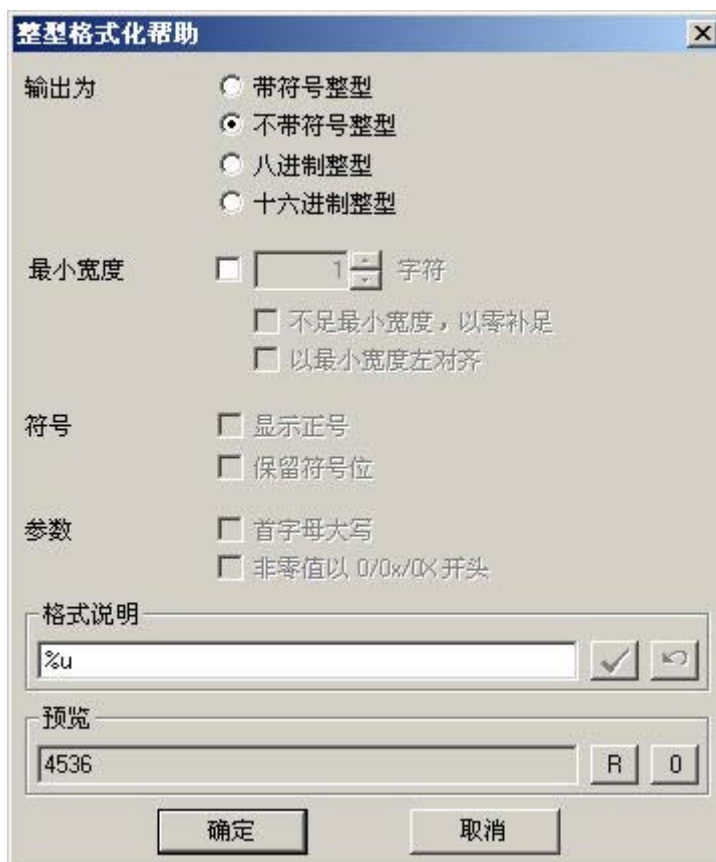 整型格式化帮助
输出为
带符号整型
不带符号整型
八进制整型
十六进制整型
最小宽度
1
字符
不足最小宽度，以零补足
以最小宽度左对齐
符号
显示正号
保留符号位
参数
首字母大写
非零值以 0/0x/0X 开头
格式说明
%u
预览
4536
R
0
确定
取消